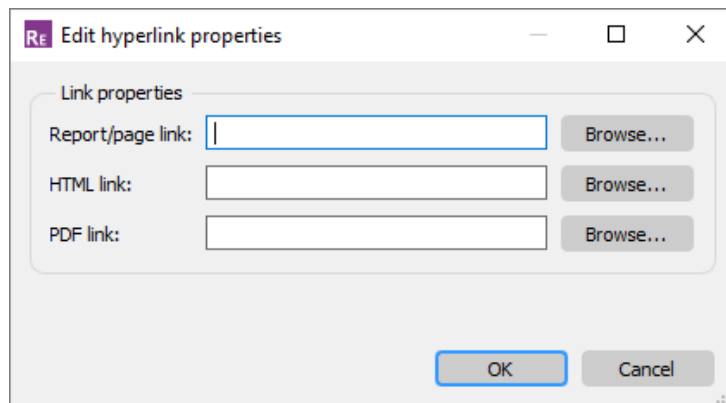 RE Edit hyperlink properties
Link properties
Report/page link: Browse...
HTML link: Browse...
PDF link: Browse...
OK Cancel